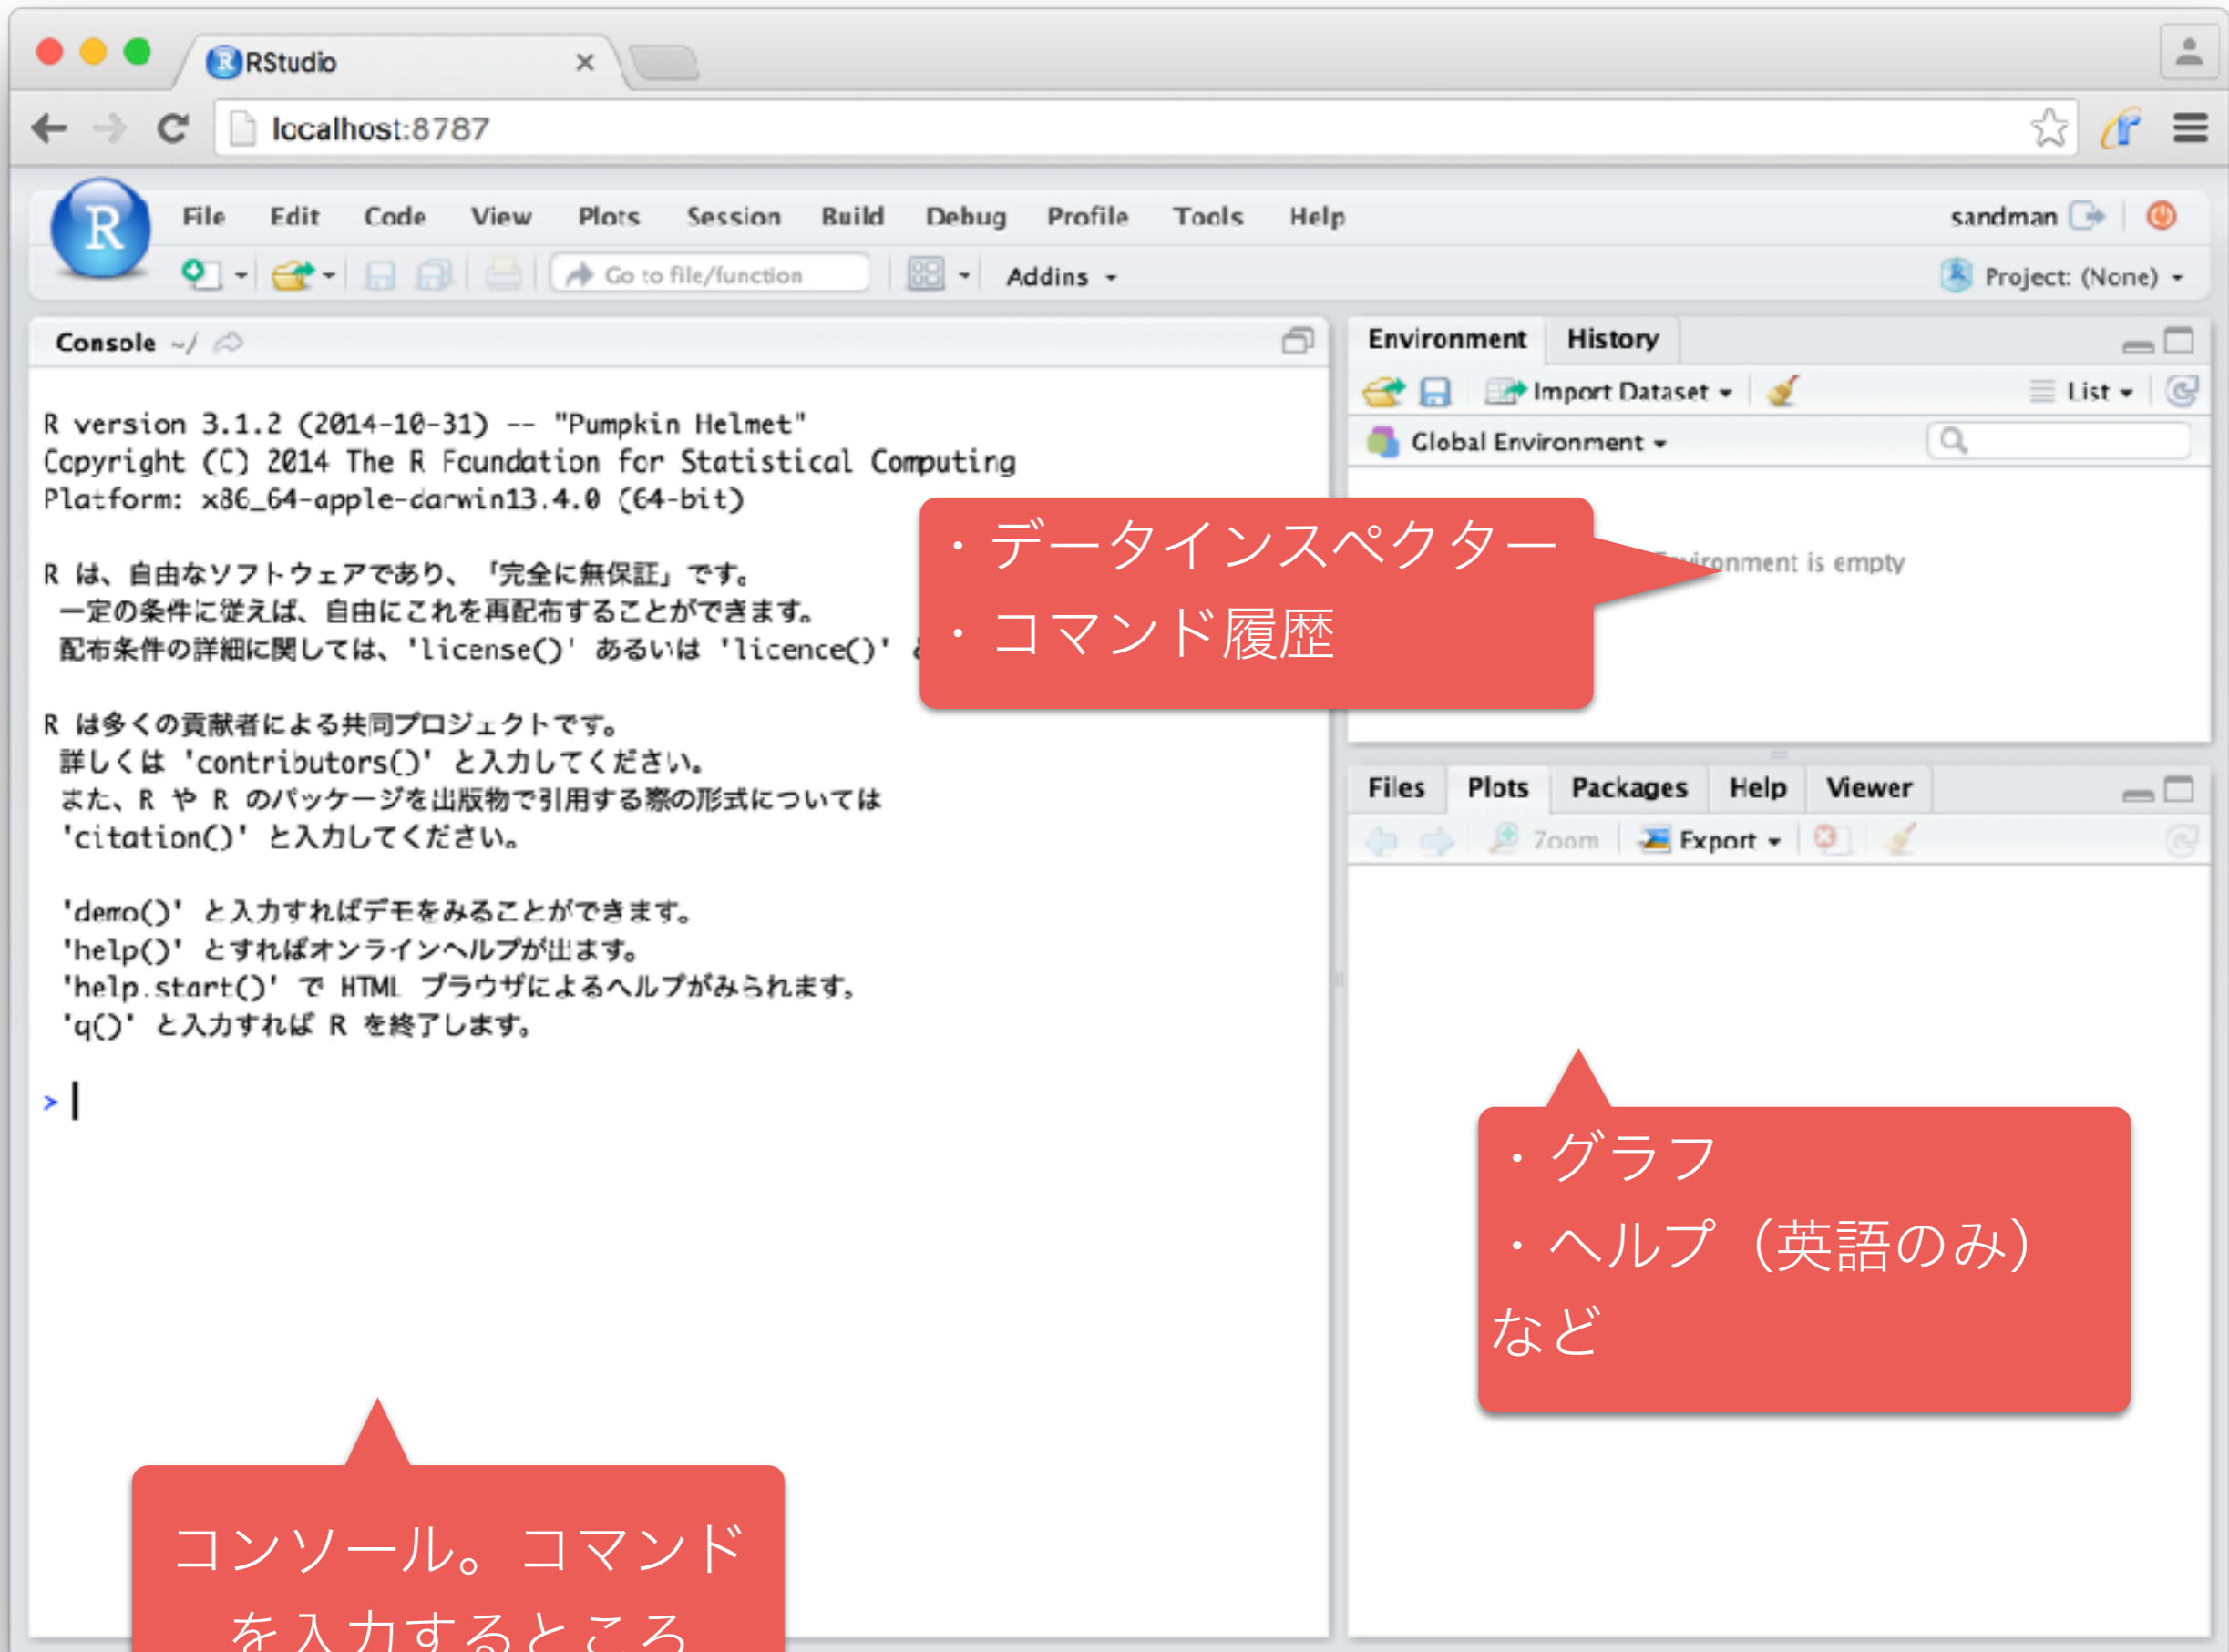 RStudio
localhost:8787
File Edit Code View Plots Session Build Debug Profile Tools Help
sandman
Go to file/function
Addins
Project: (None)
Console ~/
R version 3.1.2 (2014-10-31) -- "Pumpkin Helmet"
Copyright (C) 2014 The R Foundation for Statistical Computing
Platform: x86_64-apple-darwin13.4.0 (64-bit)
R は、自由なソフトウェアであり、「完全に無保証」です。
一定の条件に従えば、自由にこれを再配布することができます。
配布条件の詳細に関しては、'license()' あるいは 'licence()'
R は多くの貢献者による共同プロジェクトです。
詳しくは 'contributors()' と入力してください。
また、R や R のパッケージを出版物で引用する際の形式については
'citation()' と入力してください。
'demo()' と入力すればデモをみることができます。
'help()' とすればオンラインヘルプが出ます。
'help.start()' で HTML ブラウザによるヘルプがみられます。
'q()' と入力すれば R を終了します。
>
コンソール。コマンド
を入力するところ
Environment History
Import Dataset
List
Global Environment
is empty
・データインスペクター
・コマンド履歴
Files Plots Packages Help Viewer
Zoom Export
・グラフ
・ヘルプ（英語のみ）
など